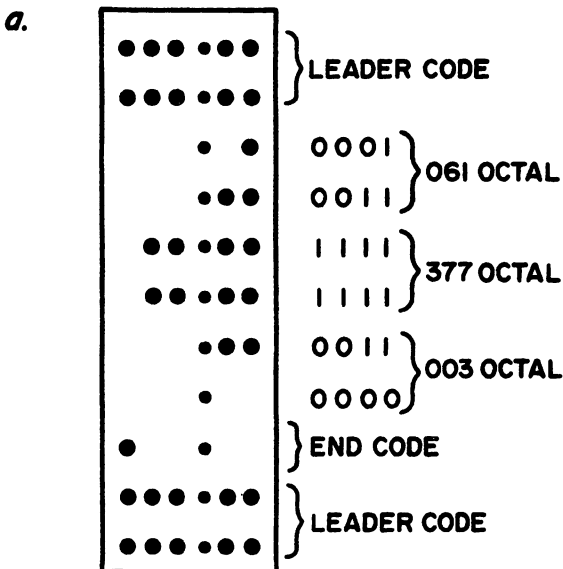 a.
LEADER CODE
0001
061 OCTAL
0011
1111
377 OCTAL
1111
0011
003 OCTAL
0000
END CODE
LEADER CODE